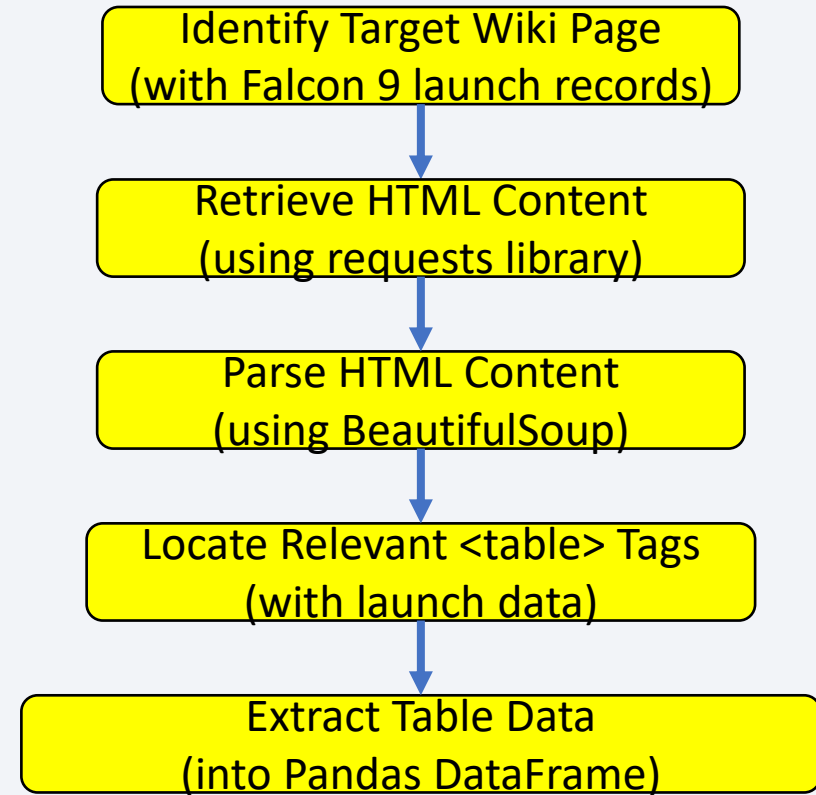 Identify Target Wiki Page
(with Falcon 9 launch records)
Retrieve HTML Content
(using requests library)
Parse HTML Content
(using BeautifulSoup)
Locate Relevant <table> Tags
(with launch data)
Extract Table Data
(into Pandas DataFrame)